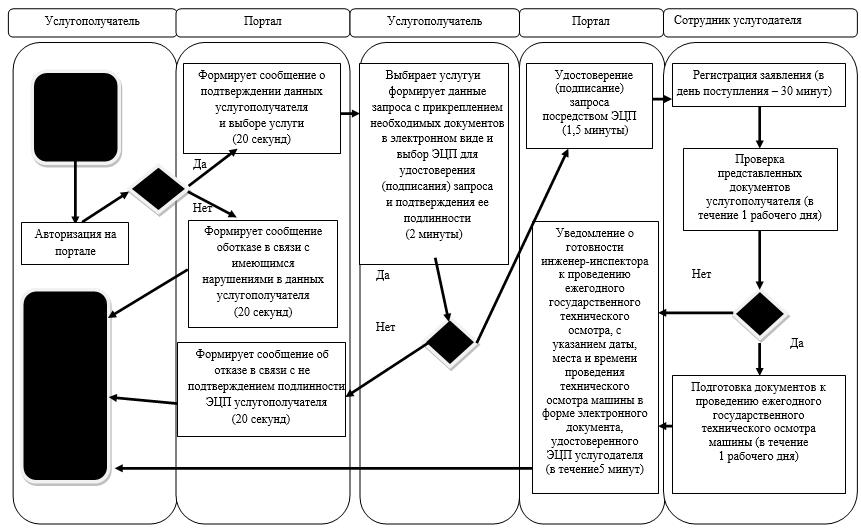 Услугополучатель
Портал
Услугополучатель
Портал
Сотрудник услугодателя
Авторизация на
портале
Формирует сообщение о
подтверждении данных
услугополучателя
и выборе услуги
(20 секунд)
Да
Нет
Формирует сообщение
оботказе в связи с
имеющимся
нарушениями в данных
услугополучателя
(20 секунд)
Формирует сообщение об
отказе в связи с не
подтверждением подлинности
ЭЦП услугополучателя
(20 секунд)
Выбирает услугуи
формирует данные
запроса с прикреплением
необходимых документов
в электронном виде и
выбор ЭЦП для
удостоверения
(подписания) запроса
и подтверждения ее
подлинности
(2 минуты)
Да
Нет
Удостоверение
(подписание)
запроса
посредством ЭЦП
(1,5 минуты)
Уведомление о
готовности
инженер-инспектора
к проведению
ежегодного
государственного
технического
осмотра, с
указанием даты,
места и времени
проведения
технического
осмотра машины в
форме электронного
документа,
удостоверенного
ЭЦП услугодателя
(в течение5 минут)
Регистрация заявления (в
день поступления – 30 минут)
Проверка
представленных
документов
услугополучателя (в
течение 1 рабочего дня)
Нет
Да
Подготовка документов к
проведению ежегодного
государственного
технического осмотра
машины (в течение
1 рабочего дня)